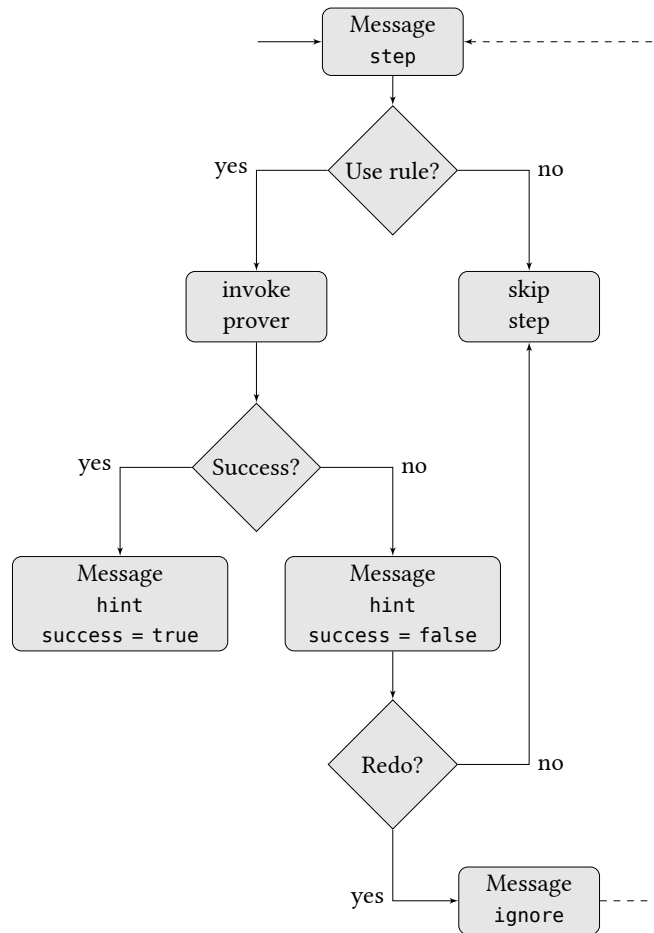 Message
step
Use rule?
yes
no
invoke
prover
skip
step
Success?
yes
no
Message
hint
success = true
Message
hint
success = false
Redo?
no
yes
Message
ignore